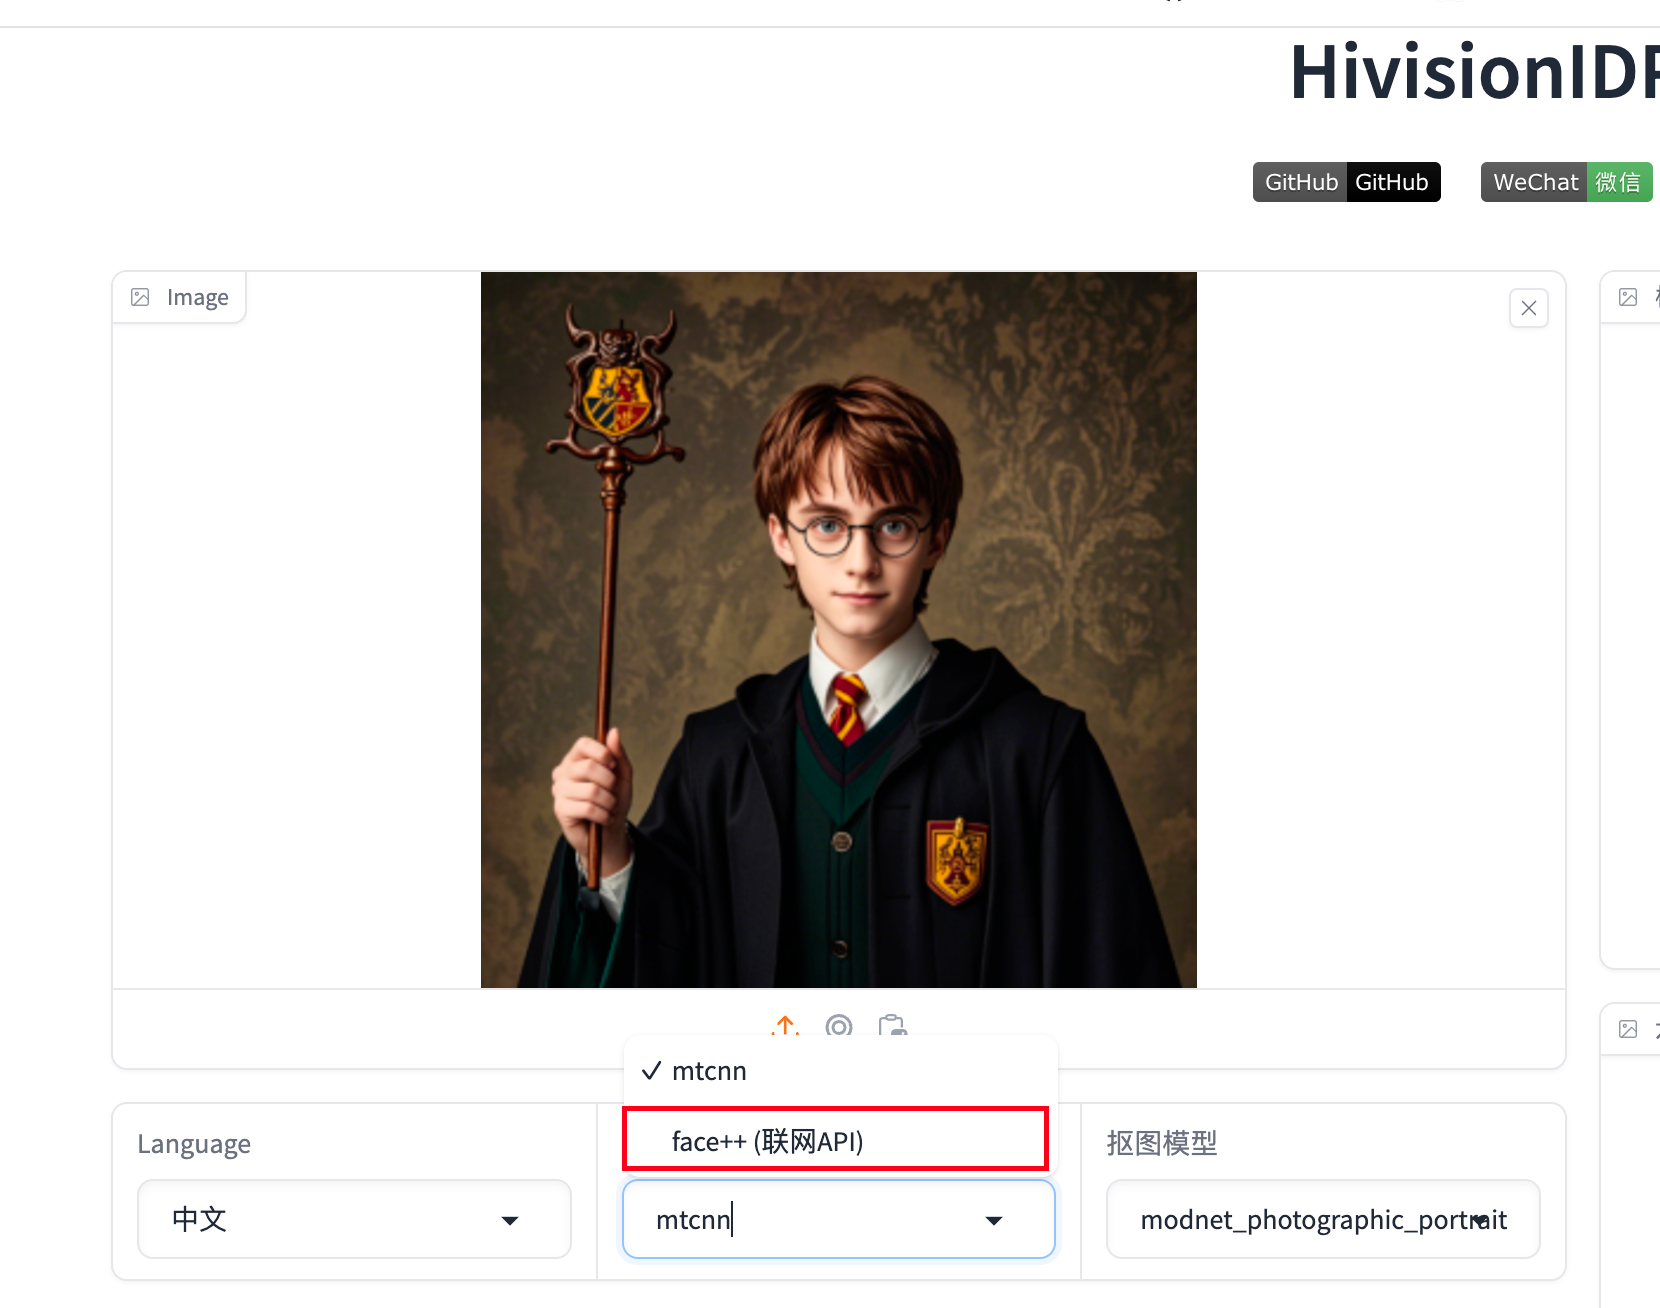 HivisionIDP
GitHub GitHub
WeChat 微信
Image
mtcnn
face++ (联网API)
Language
抠图模型
中文
mtcnn
modnet_photographic_portrait